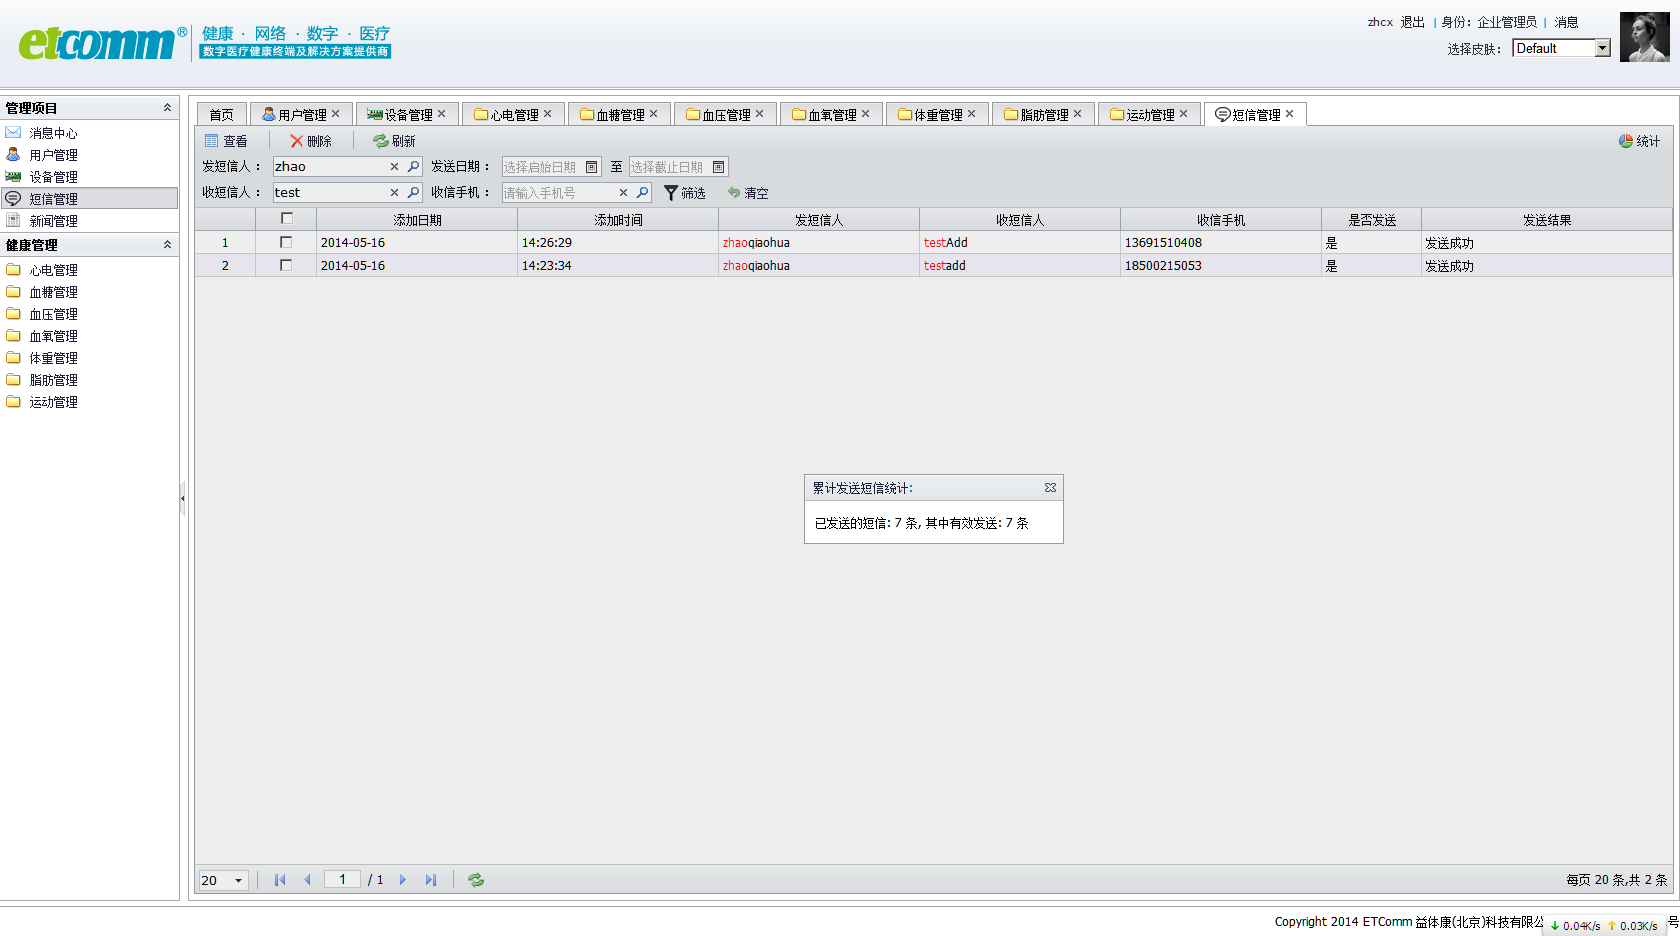 etcomm®
健康 · 网络 · 数字 · 医疗
数字医疗健康终端及解决方案提供商
zhcx 退出 | 身份: 企业管理员 | 消息
选择皮肤: Default
管理项目
消息中心
用户管理
设备管理
短信管理
新闻管理
健康管理
心电管理
血糖管理
血压管理
血氧管理
体重管理
脂肪管理
运动管理
首页 用户管理 设备管理 心电管理 血糖管理 血压管理 血氧管理 体重管理 脂肪管理 运动管理 短信管理
查看 删除 刷新 统计
发短信人: zhao 发送日期: 选择启始日期 至 选择截止日期
收短信人: test 收信手机: 请输入手机号 筛选 清空
添加日期 添加时间 发短信人 收短信人 收信手机 是否发送 发送结果
1 2014-05-16 14:26:29 zhaoqiaohua testAdd 13691510408 是 发送成功
2 2014-05-16 14:23:34 zhaoqiaohua testadd 18500215053 是 发送成功
累计发送短信统计:
已发送的短信: 7 条, 其中有效发送: 7 条
20 1 / 1 每页 20 条,共 2 条
Copyright 2014 ETComm 益体康(北京)科技有限公 号
0.04K/s 0.03K/s